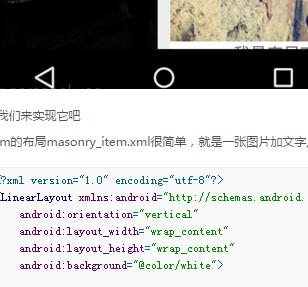 我们来实现它吧
m的布局masonry_item.xml很简单，就是一张图片加文字,
<?xml version="1.0" encoding="utf-8"?>
<LinearLayout xmlns:android="http://schemas.android.
android:orientation="vertical"
android:layout_width="wrap_content"
android:layout_height="wrap_content"
android:background="@color/white">